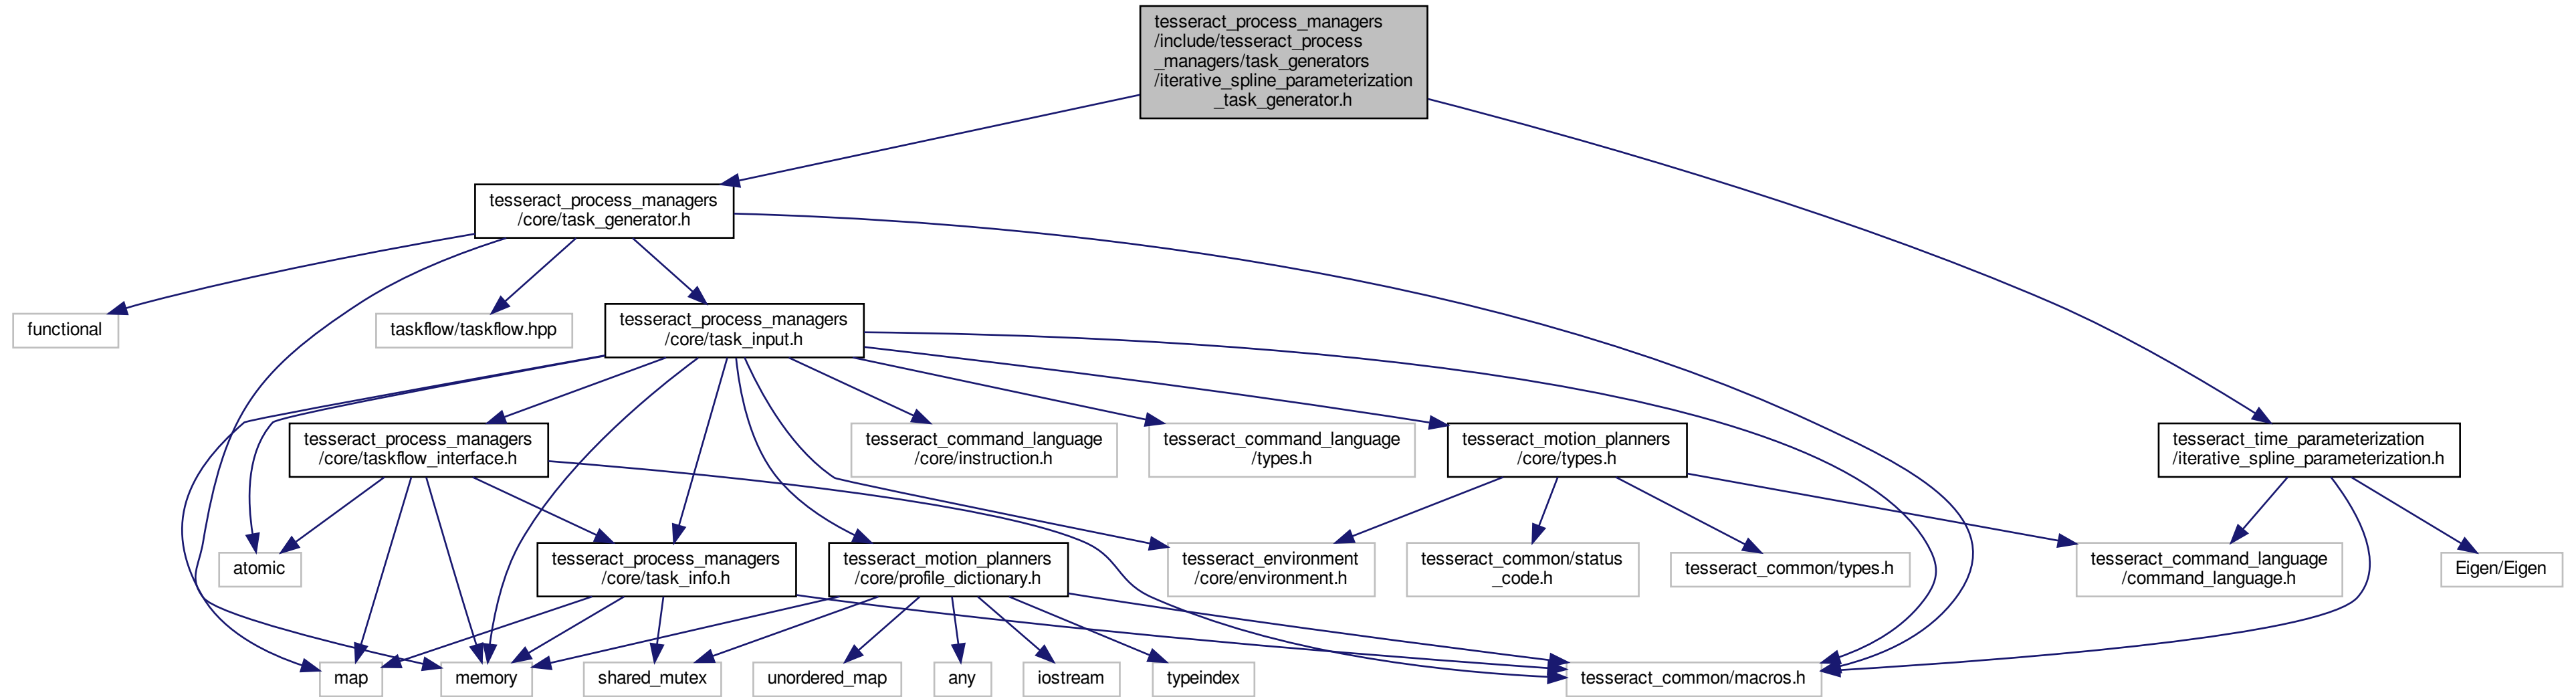 tesseract_process_managers
/include/tesseract_process
_managers/task_generators
/iterative_spline_parameterization
_task_generator.h
tesseract_process_managers
/core/task_generator.h
functional
taskflow/taskflow.hpp
tesseract_process_managers
/core/task_input.h
tesseract_process_managers
/core/taskflow_interface.h
tesseract_command_language
/core/instruction.h
tesseract_command_language
/types.h
tesseract_motion_planners
/core/types.h
tesseract_time_parameterization
/iterative_spline_parameterization.h
atomic
tesseract_process_managers
/core/task_info.h
tesseract_motion_planners
/core/profile_dictionary.h
tesseract_environment
/core/environment.h
tesseract_common/status
_code.h
tesseract_common/types.h
tesseract_command_language
/command_language.h
Eigen/Eigen
map
memory
shared_mutex
unordered_map
any
iostream
typeindex
tesseract_common/macros.h